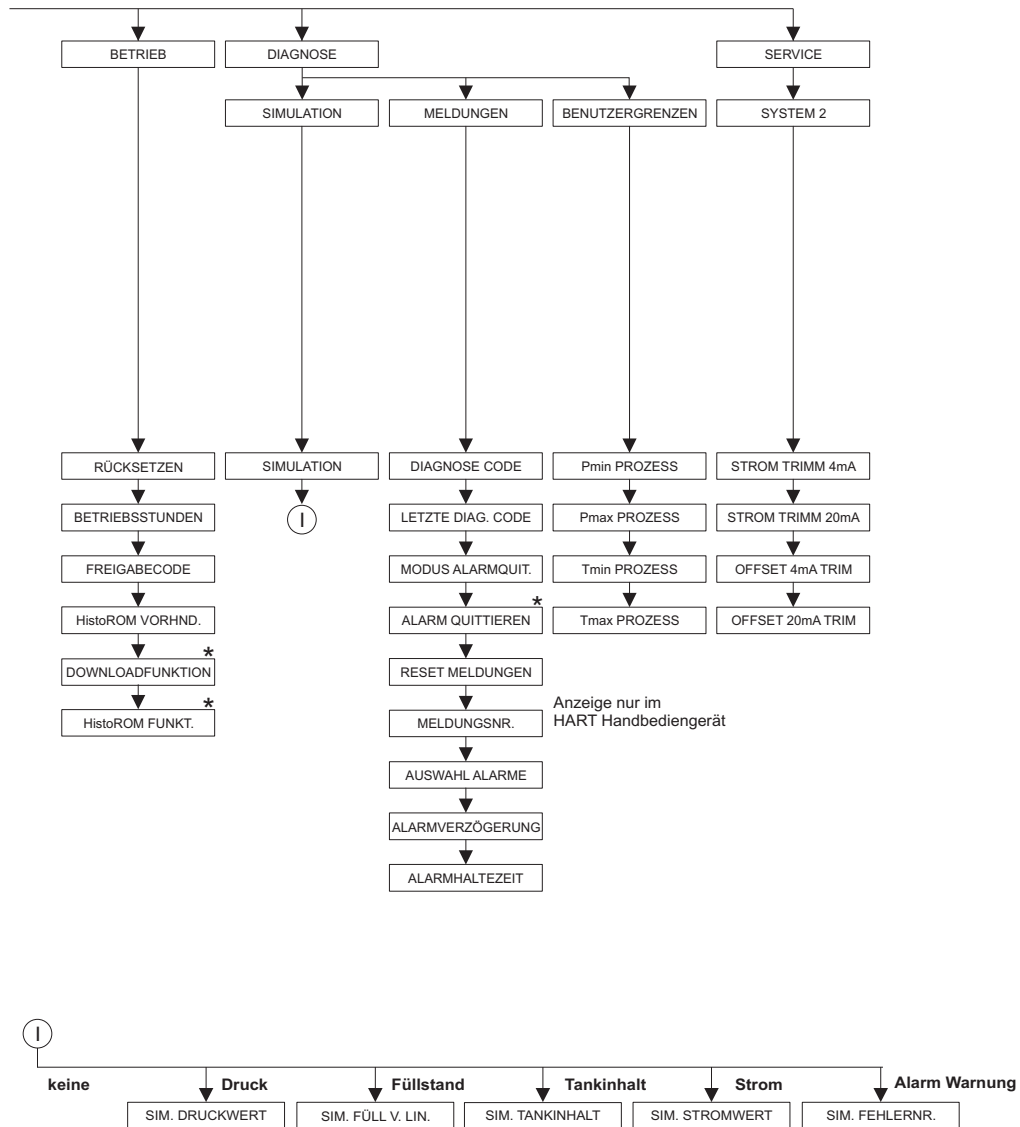 BETRIEB
DIAGNOSE
SERVICE
SIMULATION
MELDUNGEN
BENUTZERGRENZEN
SYSTEM 2
RÜCKSETZEN
SIMULATION
DIAGNOSE CODE
Pmin PROZESS
STROM TRIMM 4mA
BETRIEBSSTUNDEN
I
LETZTE DIAG. CODE
Pmax PROZESS
STROM TRIMM 20mA
FREIGABECODE
MODUS ALARMQUIT.
Tmin PROZESS
OFFSET 4mA TRIM
HistoROM VORHND.
ALARM QUITTIEREN *
Tmax PROZESS
OFFSET 20mA TRIM
DOWNLOADFUNKTION *
RESET MELDUNGEN
HistoROM FUNKT. *
MELDUNGSNR.
Anzeige nur im
HART Handbediengerät
AUSWAHL ALARME
ALARMVERZÖGERUNG
ALARMHALTEZEIT
I
keine
Druck
Füllstand
Tankinhalt
Strom
Alarm Warnung
SIM. DRUCKWERT
SIM. FÜLL V. LIN.
SIM. TANKINHALT
SIM. STROMWERT
SIM. FEHLERNR.